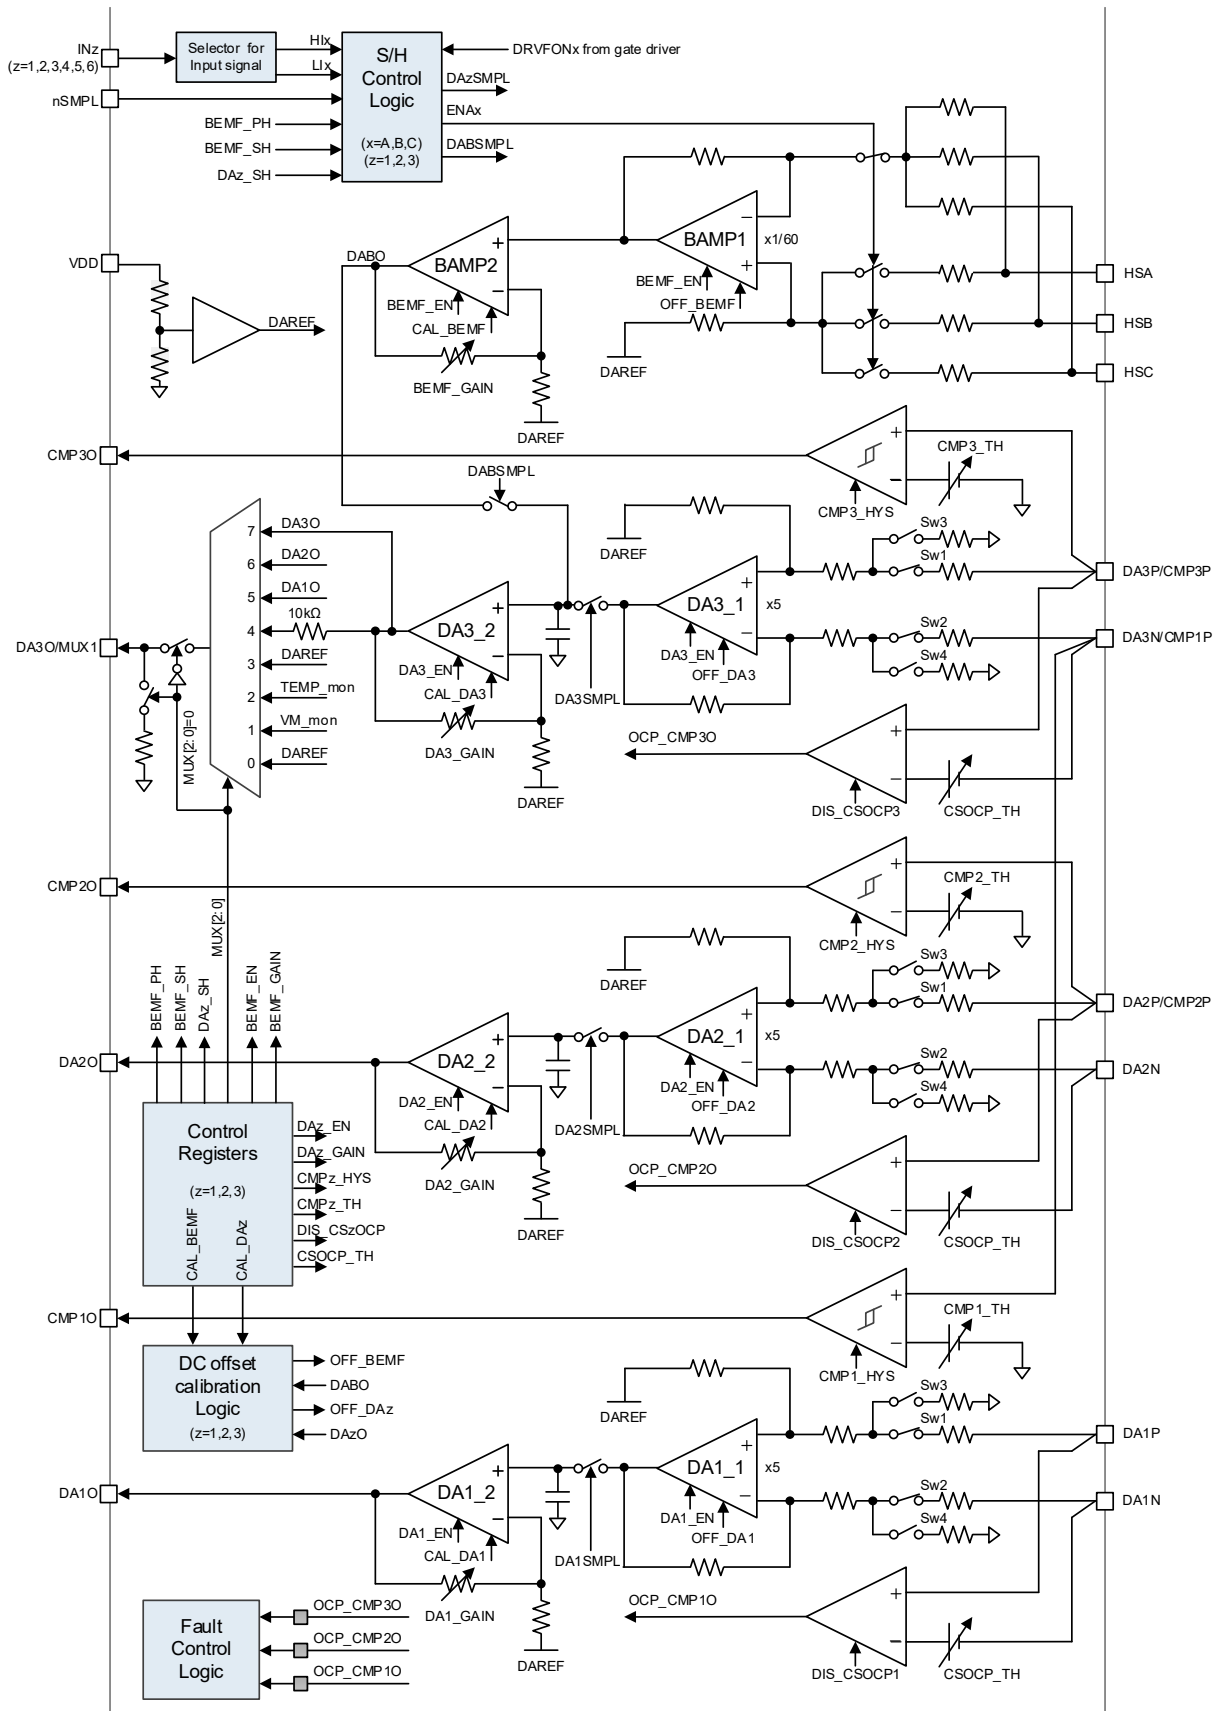 INz
(z=1,2,3,4,5,6)
Selector for
Input signal
HIx
LIx
S/H
Control
Logic
(x=A,B,C)
(z=1,2,3)
DRVFONx from gate driver
DAzSMPL
ENAx
DABSMPL
nSMPL
BEMF_PH
BEMF_SH
DAz_SH
VDD
DAREF
DABO
BAMP2
+
−
BEMF_EN
CAL_BEMF
BEMF_GAIN
DAREF
BAMP1
−
+
x1/60
BEMF_EN
OFF_BEMF
DAREF
HSA
HSB
HSC
CMP3O
+
−
CMP3_HYS
CMP3_TH
DABSMPL
DAREF
Sw3
Sw1
DA3P/CMP3P
7
DA3O
6
DA2O
5
DA1O
4
10kΩ
3
DAREF
2
TEMP_mon
1
VM_mon
0
DAREF
DA3O/MUX1
MUX[2:0]=0
DA3_2
+
−
DA3_EN
CAL_DA3
DA3_GAIN
DAREF
DA3SMPL
DA3_1
+
−
x5
DA3_EN
OFF_DA3
Sw2
Sw4
DA3N/CMP1P
OCP_CMP3O
+
−
DIS_CSOCP3
CSOCP_TH
CMP2O
+
−
CMP2_HYS
CMP2_TH
MUX[2:0]
BEMF_PH
BEMF_SH
DAz_SH
BEMF_EN
BEMF_GAIN
DAREF
Sw3
Sw1
DA2P/CMP2P
DA2O
DA2_2
+
−
DA2_EN
CAL_DA2
DA2_GAIN
DAREF
DA2SMPL
DA2_1
+
−
x5
DA2_EN
OFF_DA2
Sw2
Sw4
DA2N
OCP_CMP2O
+
−
DIS_CSOCP2
CSOCP_TH
Control
Registers
(z=1,2,3)
CAL_BEMF
CAL_DAz
DAz_EN
DAz_GAIN
CMPz_HYS
CMPz_TH
DIS_CSzOCP
CSOCP_TH
CMP1O
+
−
CMP1_HYS
CMP1_TH
DC offset
calibration
Logic
(z=1,2,3)
OFF_BEMF
DABO
OFF_DAz
DAzO
DAREF
Sw3
Sw1
DA1P
DA1O
DA1_2
+
−
DA1_EN
CAL_DA1
DA1_GAIN
DAREF
DA1SMPL
DA1_1
+
−
x5
DA1_EN
OFF_DA1
Sw2
Sw4
DA1N
OCP_CMP1O
+
−
DIS_CSOCP1
CSOCP_TH
Fault
Control
Logic
OCP_CMP3O
OCP_CMP2O
OCP_CMP1O